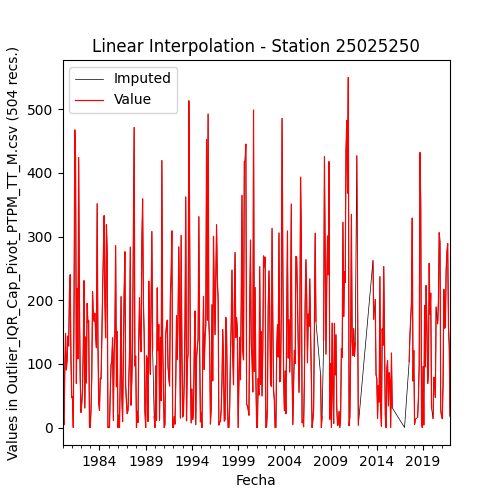 Linear Interpolation - Station 25025250
Imputed
Value
Values in Outlier_IQR_Cap_Pivot_PTPM_TT_M.csv (504 recs.)
500
400
300
200
100
0
1984 1989 1994 1999 2004 2009 2014 2019
Fecha